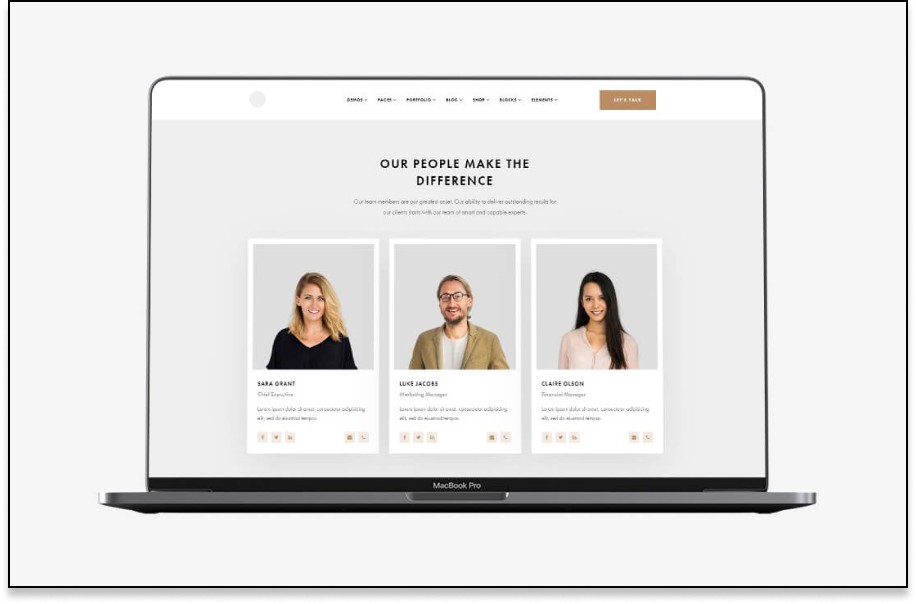 DEMOS PAGES PORTFOLIO BLOG SHOP BLOCKS ELEMENTS LET'S TALK
OUR PEOPLE MAKE THE
DIFFERENCE
Our team members are our greatest asset. Our ability to deliver outstanding results for
our clients starts with our team of smart and capable experts.
SARA GRANT
Chief Executive
Lorem ipsum dolor sit amet, consectetur adipiscing
elit, sed do eiusmod tempor.
LUKE JACOBS
Marketing Manager
Lorem ipsum dolor sit amet, consectetur adipiscing
elit, sed do eiusmod tempor.
CLAIRE OLSON
Financial Manager
Lorem ipsum dolor sit amet, consectetur adipiscing
elit, sed do eiusmod tempor.
MacBook Pro